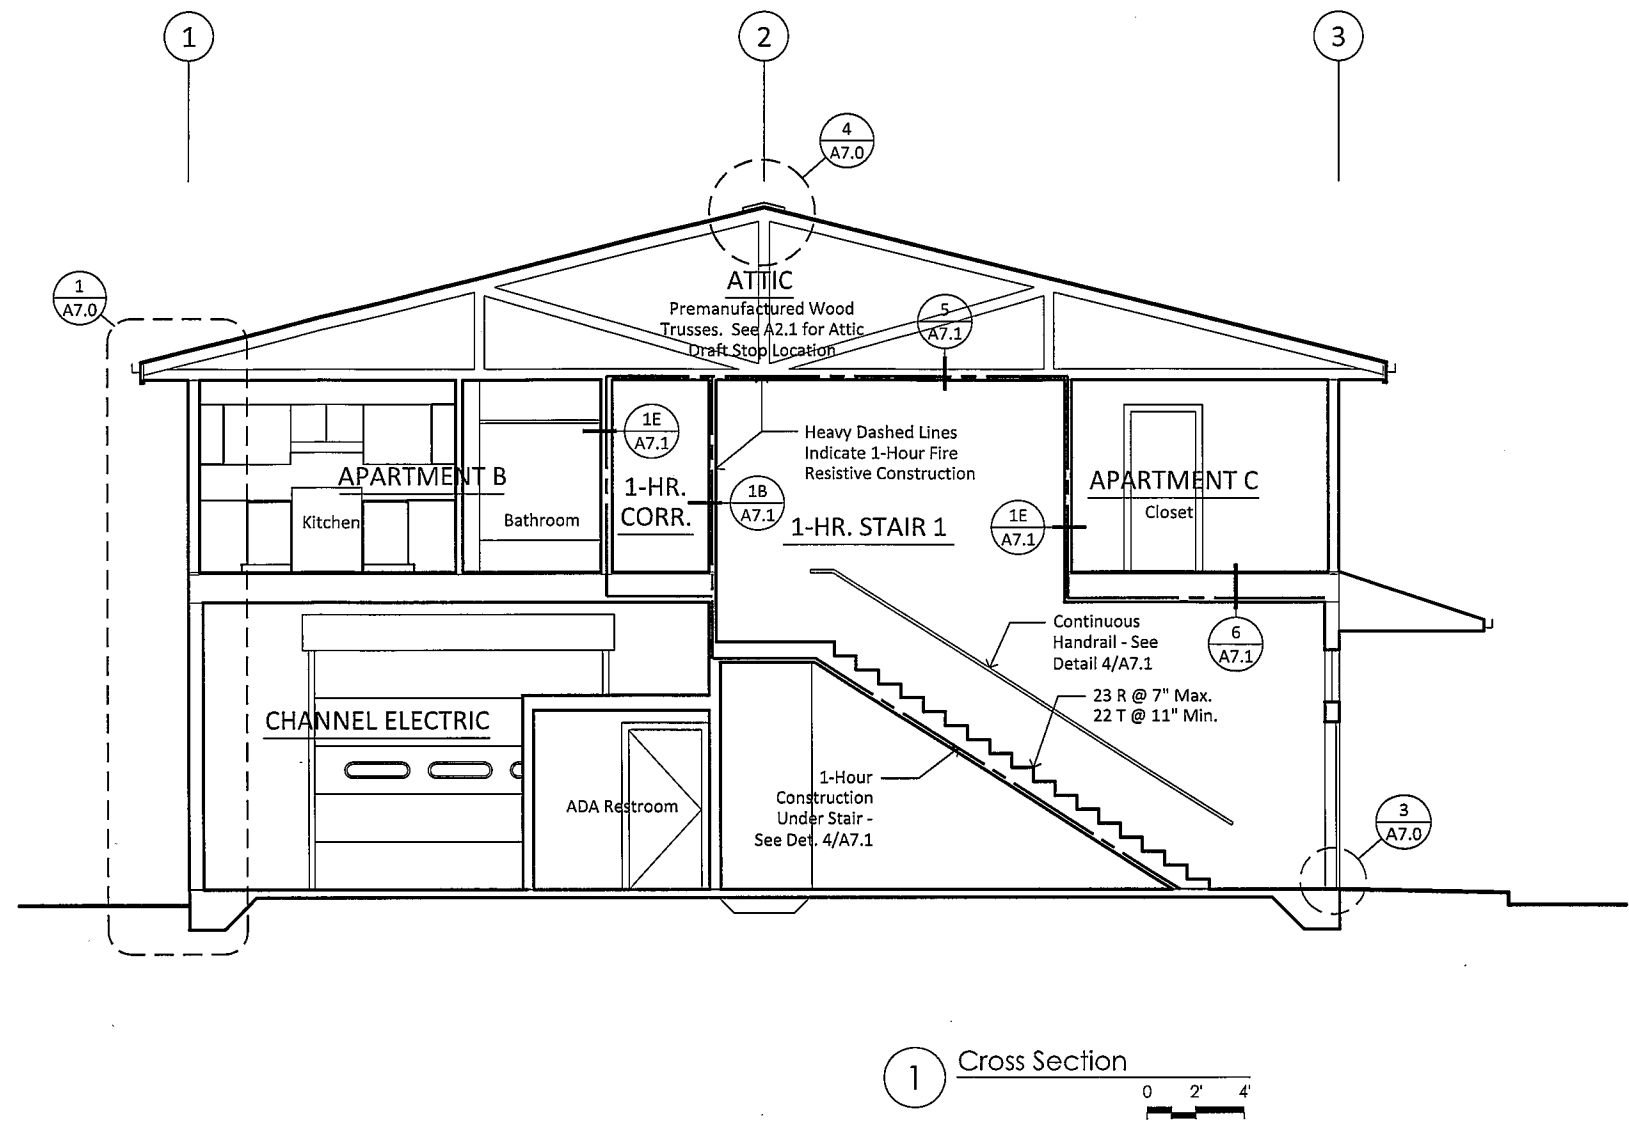 1
2
3
4
A7.0
1
A7.0
ATTIC
Premanufactured Wood
Trusses. See A2.1 for Attic
Draft Stop Location
5
A7.1
1E
A7.1
Heavy Dashed Lines
Indicate 1-Hour Fire
Resistive Construction
APARTMENT B
Kitchen
Bathroom
1-HR.
CORR.
1B
A7.1
1-HR. STAIR 1
1E
A7.1
APARTMENT C
Closet
Continuous
Handrail - See
Detail 4/A7.1
6
A7.1
23 R @ 7" Max.
22 T @ 11" Min.
CHANNEL ELECTRIC
ADA Restroom
1-Hour
Construction
Under Stair -
See Det. 4/A7.1
3
A7.0
1
Cross Section
0 2' 4'